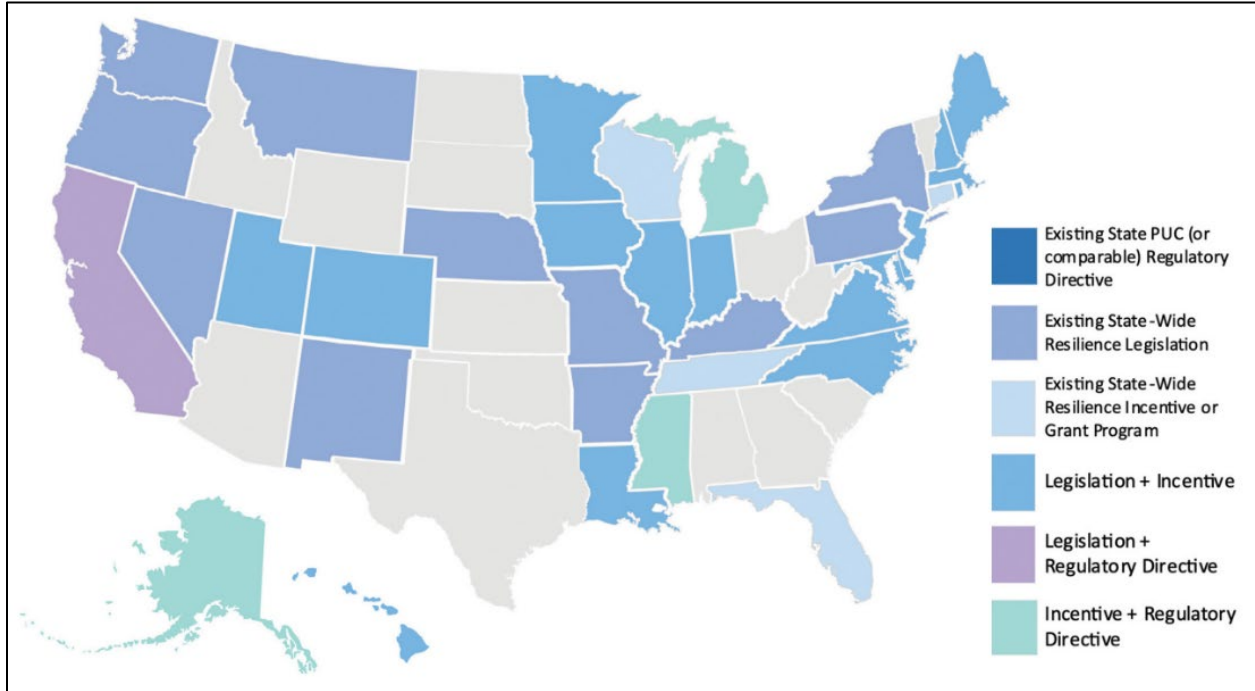 Existing State PUC (or
comparable) Regulatory
Directive
Existing State-Wide
Resilience Legislation
Existing State-Wide
Resilience Incentive or
Grant Program
Legislation + Incentive
Legislation +
Regulatory Directive
Incentive + Regulatory
Directive